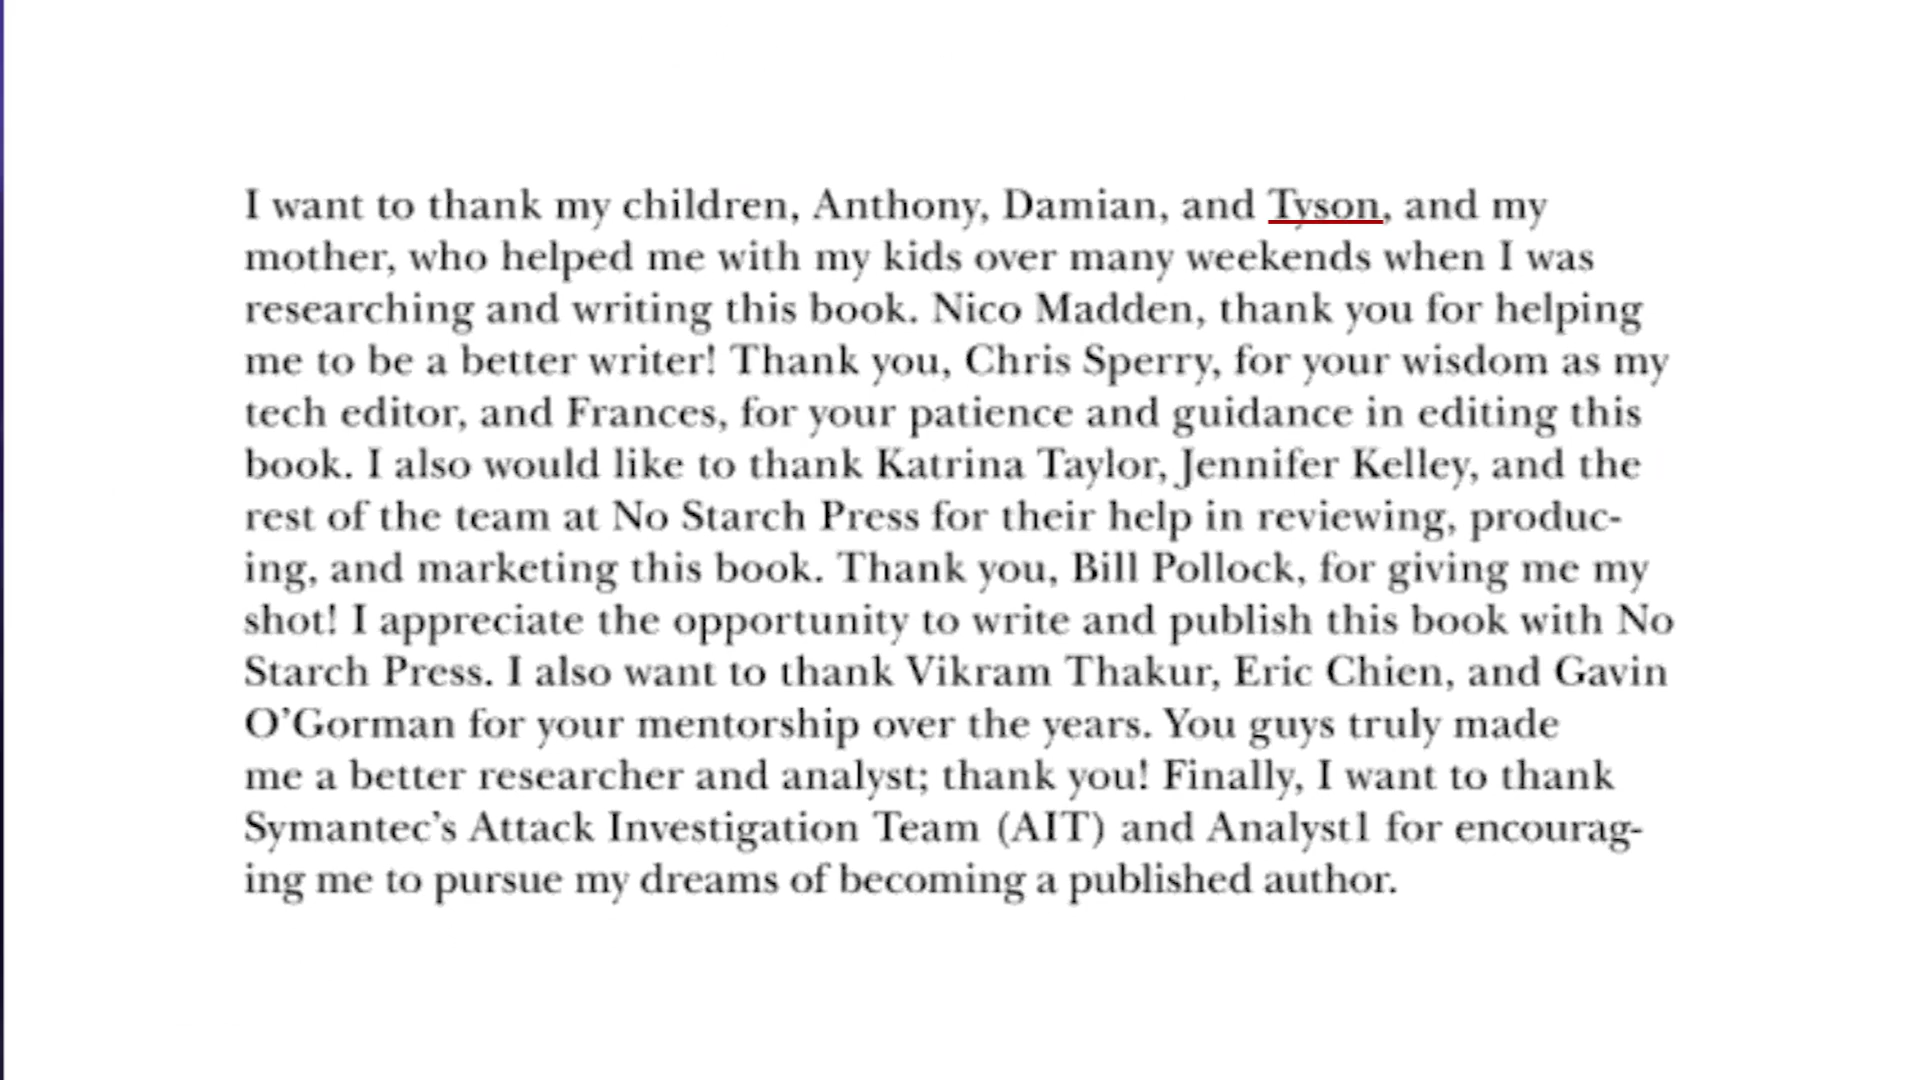 I want to thank my children, Anthony, Damian, and Tyson, and my
mother, who helped me with my kids over many weekends when I was
researching and writing this book. Nico Madden, thank you for helping
me to be a better writer! Thank you, Chris Sperry, for your wisdom as my
tech editor, and Frances, for your patience and guidance in editing this
book. I also would like to thank Katrina Taylor, Jennifer Kelley, and the
rest of the team at No Starch Press for their help in reviewing, produc-
ing, and marketing this book. Thank you, Bill Pollock, for giving me my
shot! I appreciate the opportunity to write and publish this book with No
Starch Press. I also want to thank Vikram Thakur, Eric Chien, and Gavin
O’Gorman for your mentorship over the years. You guys truly made
me a better researcher and analyst; thank you! Finally, I want to thank
Symantec’s Attack Investigation Team (AIT) and Analyst1 for encourag-
ing me to pursue my dreams of becoming a published author.